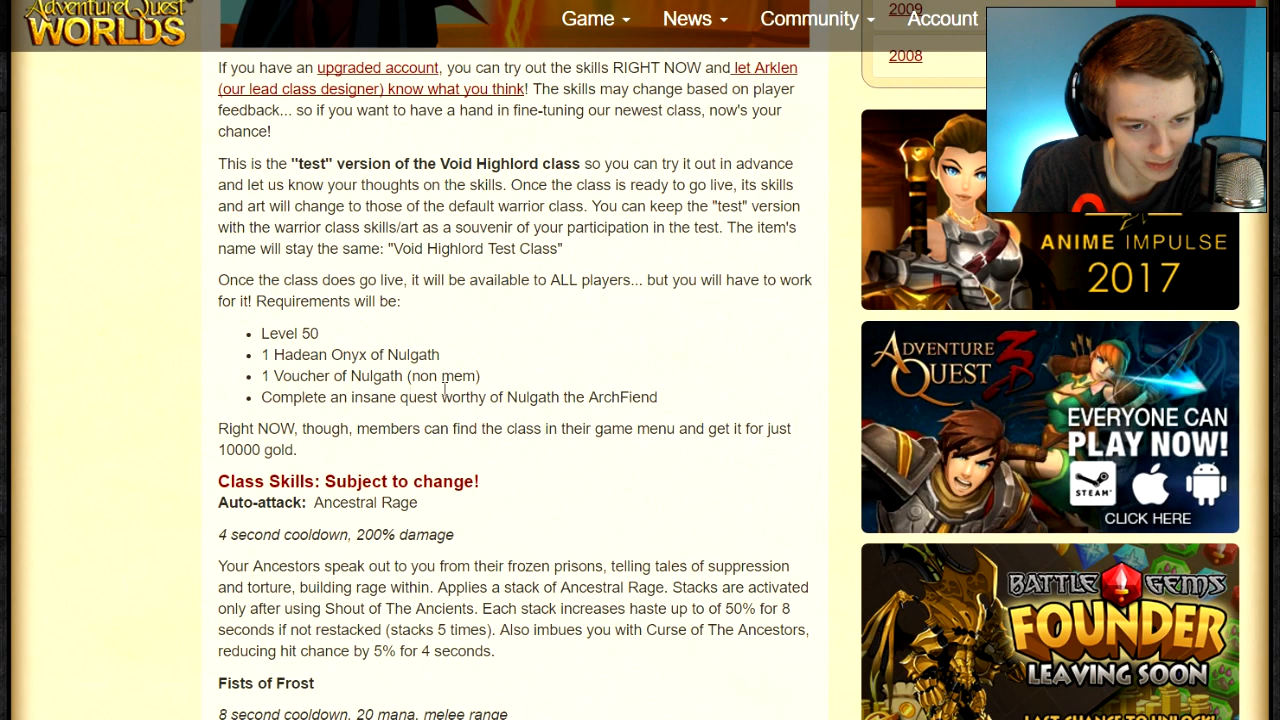 AdventureQuest
WORLDS
Game
News
Community
Account
2009
2008
If you have an upgraded account, you can try out the skills RIGHT NOW and let Arklen
(our lead class designer) know what you think! The skills may change based on player
feedback... so if you want to have a hand in fine-tuning our newest class, now's your
chance!
This is the "test" version of the Void Highlord class so you can try it out in advance
and let us know your thoughts on the skills. Once the class is ready to go live, its skills
and art will change to those of the default warrior class. You can keep the "test" version
with the warrior class skills/art as a souvenir of your participation in the test. The item's
name will stay the same: "Void Highlord Test Class"
Once the class does go live, it will be available to ALL players... but you will have to work
for it! Requirements will be:
• Level 50
• 1 Hadean Onyx of Nulgath
• 1 Voucher of Nulgath (non mem)
• Complete an insane quest worthy of Nulgath the ArchFiend
Right NOW, though, members can find the class in their game menu and get it for just
10000 gold.
Class Skills: Subject to change!
Auto-attack: Ancestral Rage
4 second cooldown, 200% damage
Your Ancestors speak out to you from their frozen prisons, telling tales of suppression
and torture, building rage within. Applies a stack of Ancestral Rage. Stacks are activated
only after using Shout of The Ancients. Each stack increases haste up to of 50% for 8
seconds if not restacked (stacks 5 times). Also imbues you with Curse of The Ancestors,
reducing hit chance by 5% for 4 seconds.
Fists of Frost
8 second cooldown, 20 mana, melee range
ANIME IMPULSE
2017
ADVENTURE
QUEST 3
EVERYONE CAN
PLAY NOW!
STEAM
CLICK HERE
BATTLE GEMS
FOUNDER
LEAVING SOON
LAST CHANCE TO UNLOCK!